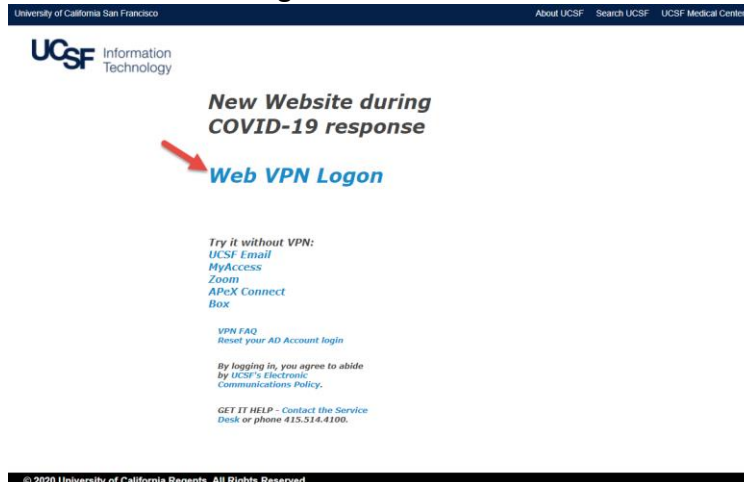 University of California San Francisco
About UCSF Search UCSF UCSF Medical Center
UCSF Information
Technology
New Website during
COVID-19 response
Web VPN Logon
Try it without VPN:
UCSF Email
MyAccess
Zoom
APeX Connect
Box
VPN FAQ
Reset your AD Account login
By logging in, you agree to abide
by UCSF's Electronic
Communications Policy.
GET IT HELP - Contact the Service
Desk or phone 415.514.4100.
© 2020 University of California Regents. All Rights Reserved